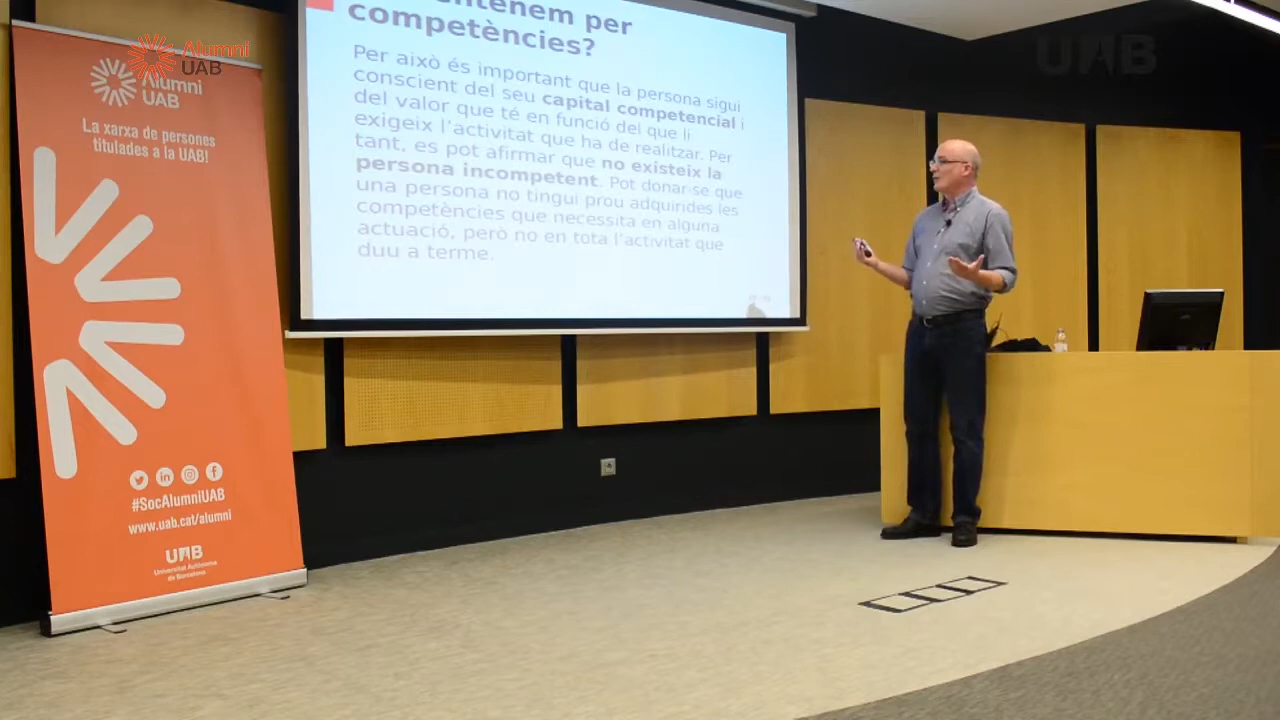 Alumni
UAB
Alumni
UAB
La xarxa de persones
titulades a la UAB!
#SocAlumniUAB
www.uab.cat/alumni
UAB
Universitat Autònoma
de Barcelona
entenem per
competències?
Per això és important que la persona sigui
conscient del seu capital competencial i
del valor que té en funció del que li
exigeix l'activitat que ha de realitzar. Per
tant, es pot afirmar que no existeix la
persona incompetent. Pot donar-se que
una persona no tingui prou adquirides les
competències que necessita en alguna
actuació, però no en tota l'activitat que
duu a terme.
UAB